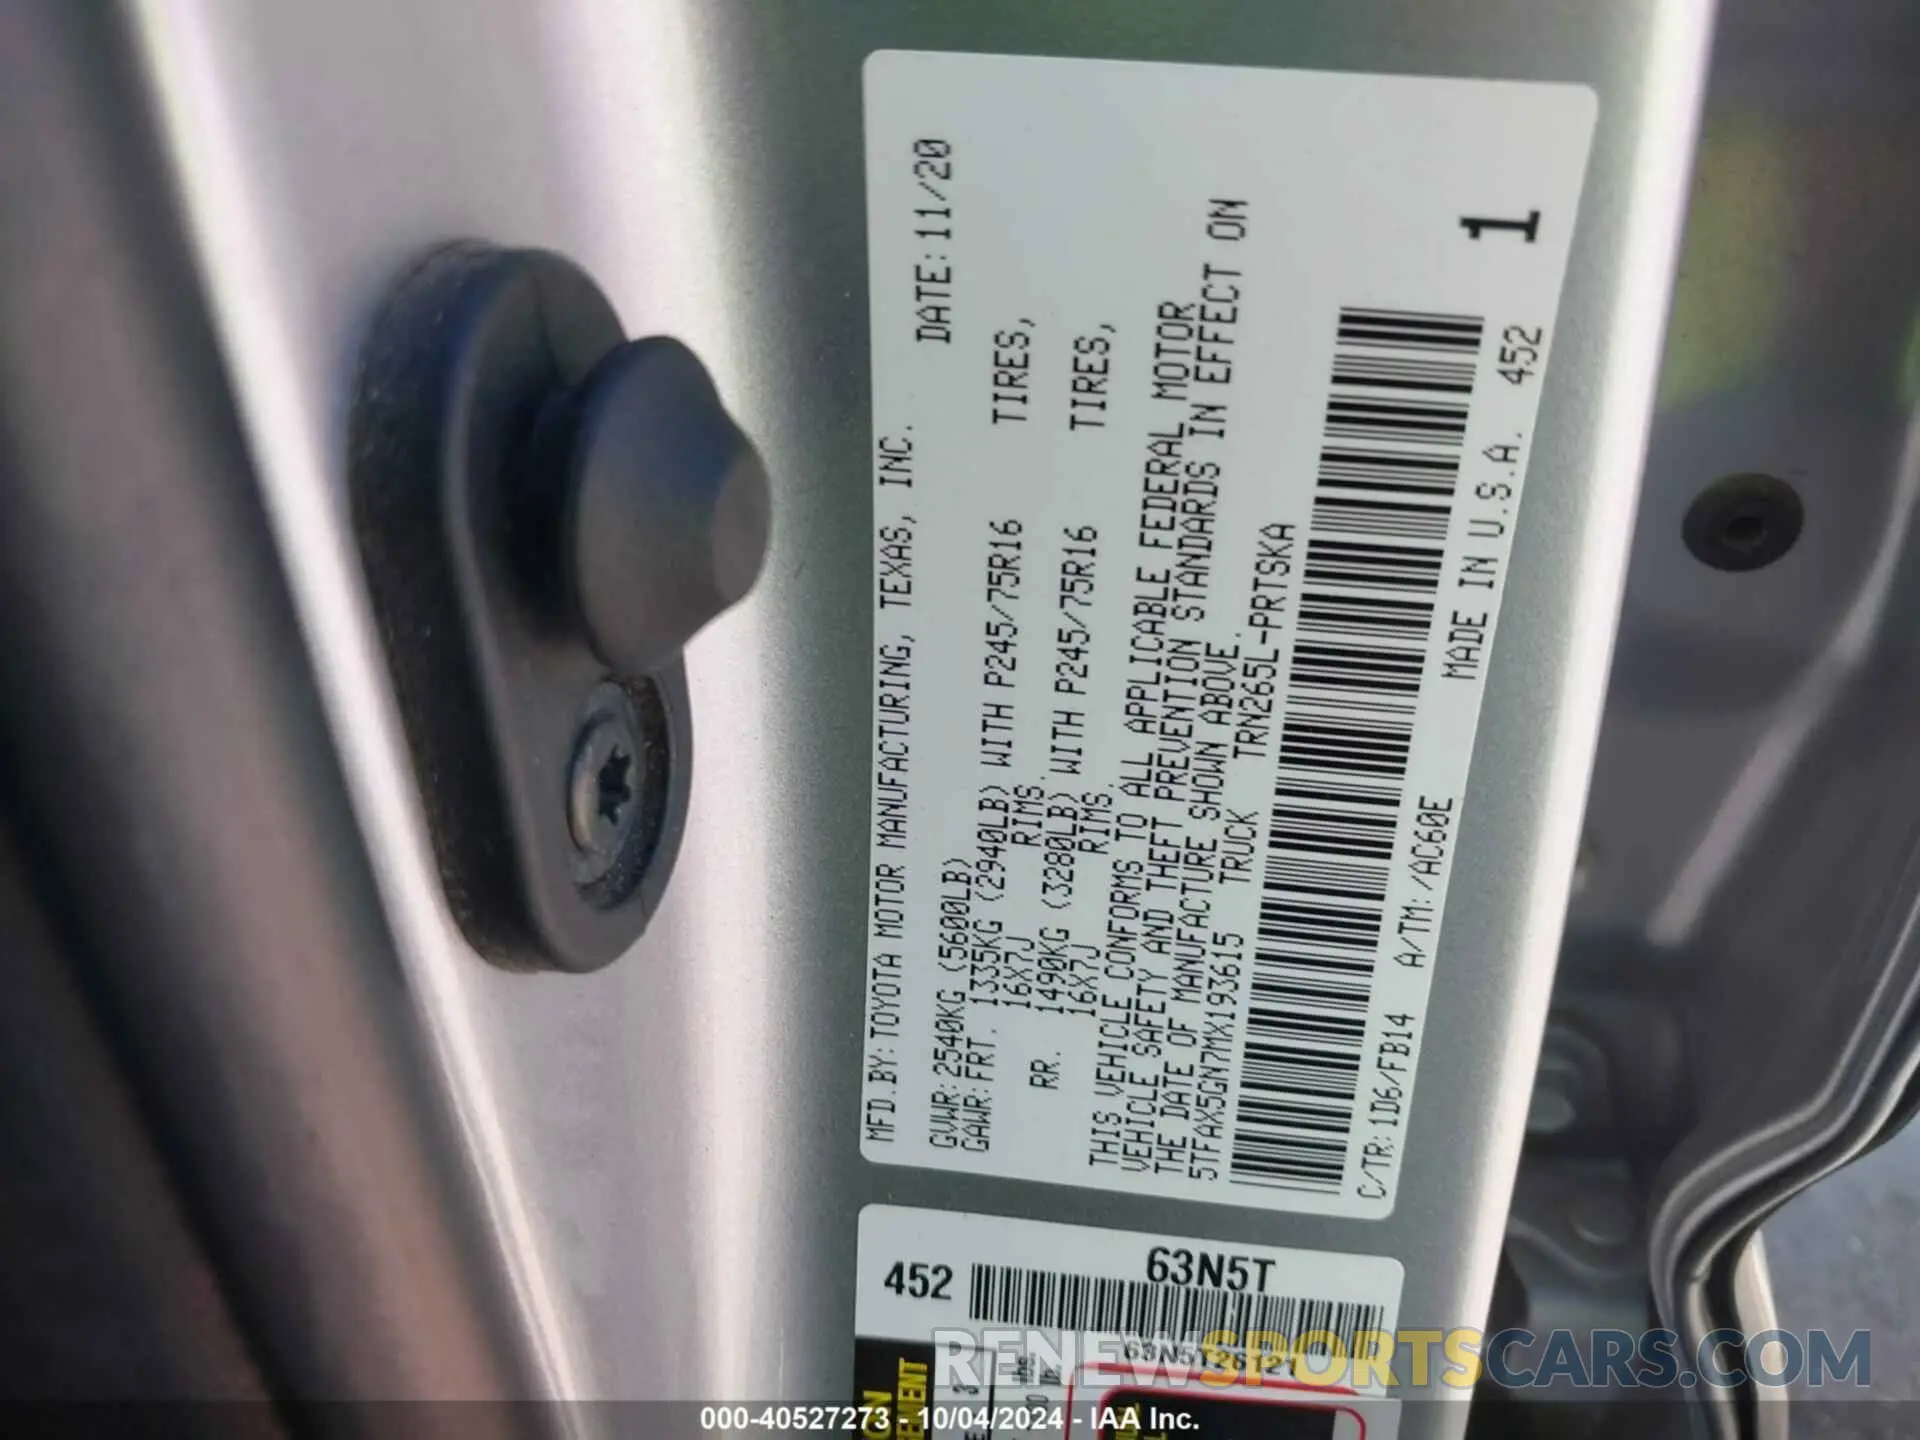 MFD.BY:TOYOTA MOTOR MANUFACTURING, TEXAS, INC.
DATE:11/20
GVWR:2540KG (5600LB)
GAWR:FRT. 1335KG (2940LB) WITH P245/75R16 TIRES,
16X7J RIMS.
RR. 1490KG (3280LB) WITH P245/75R16 TIRES,
16X7J RIMS.
THIS VEHICLE CONFORMS TO ALL APPLICABLE FEDERAL MOTOR
VEHICLE SAFETY AND THEFT PREVENTION STANDARDS IN EFFECT ON
THE DATE OF MANUFACTURE SHOWN ABOVE.
5TFAX5GN7MX193615 TRUCK TRN265L-PRTSKA
C/TR:1D6/FB14 A/TM:/AC60E MADE IN U.S.A. 452
1
452
63N5T
63N5T26121
RENEWSPORTSCARS.COM
000-40527273 - 10/04/2024 - IAA Inc.